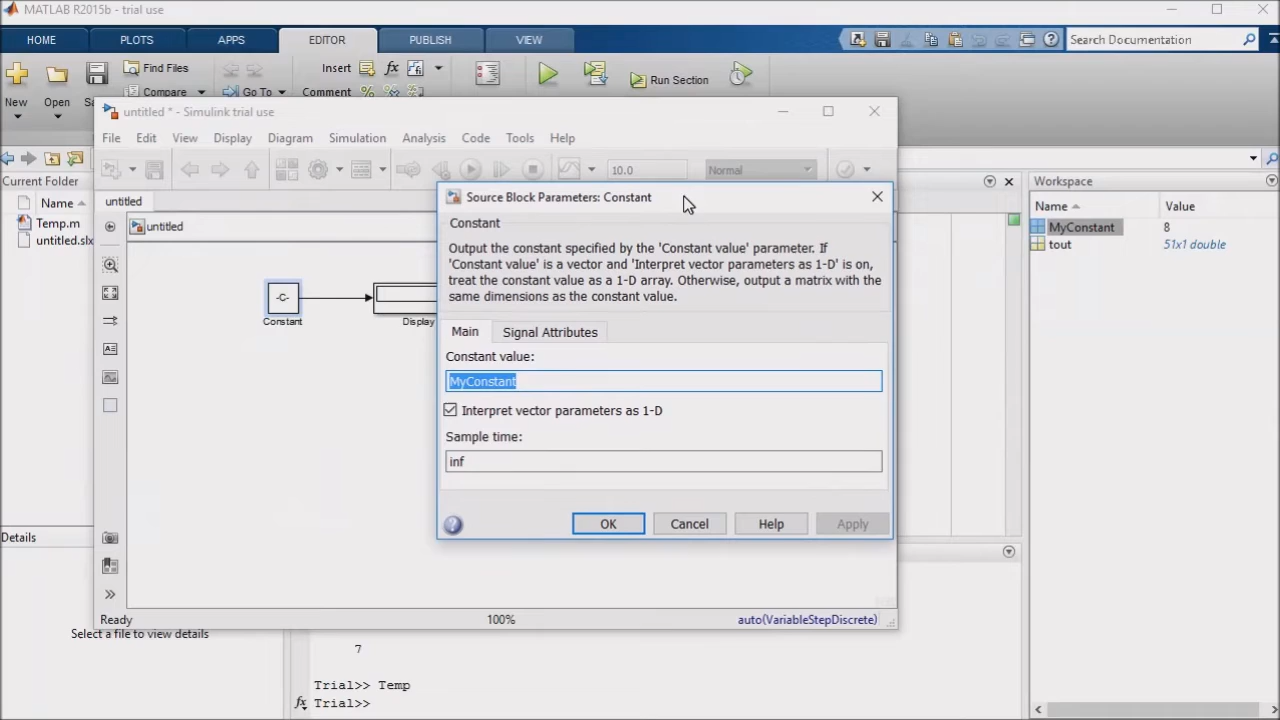 MATLAB R2015b - trial use
HOME
PLOTS
APPS
EDITOR
PUBLISH
VIEW
Search Documentation
Find Files
Insert
fx
Compare
Go To
Comment
Run Section
New
Open
untitled * - Simulink trial use
File
Edit
View
Display
Diagram
Simulation
Analysis
Code
Tools
Help
10.0
Normal
Current Folder
Name
Temp.m
untitled.slx
untitled
untitled
-C-
Constant
Display
Source Block Parameters: Constant
Constant
Output the constant specified by the 'Constant value' parameter. If
'Constant value' is a vector and 'Interpret vector parameters as 1-D' is on,
treat the constant value as a 1-D array. Otherwise, output a matrix with the
same dimensions as the constant value.
Main
Signal Attributes
Constant value:
MyConstant
Interpret vector parameters as 1-D
Sample time:
inf
OK
Cancel
Help
Apply
Workspace
Name
Value
MyConstant
8
tout
51x1 double
Details
Select a file to view details
Ready
100%
auto(VariableStepDiscrete)
7
Trial>> Temp
fx Trial>>